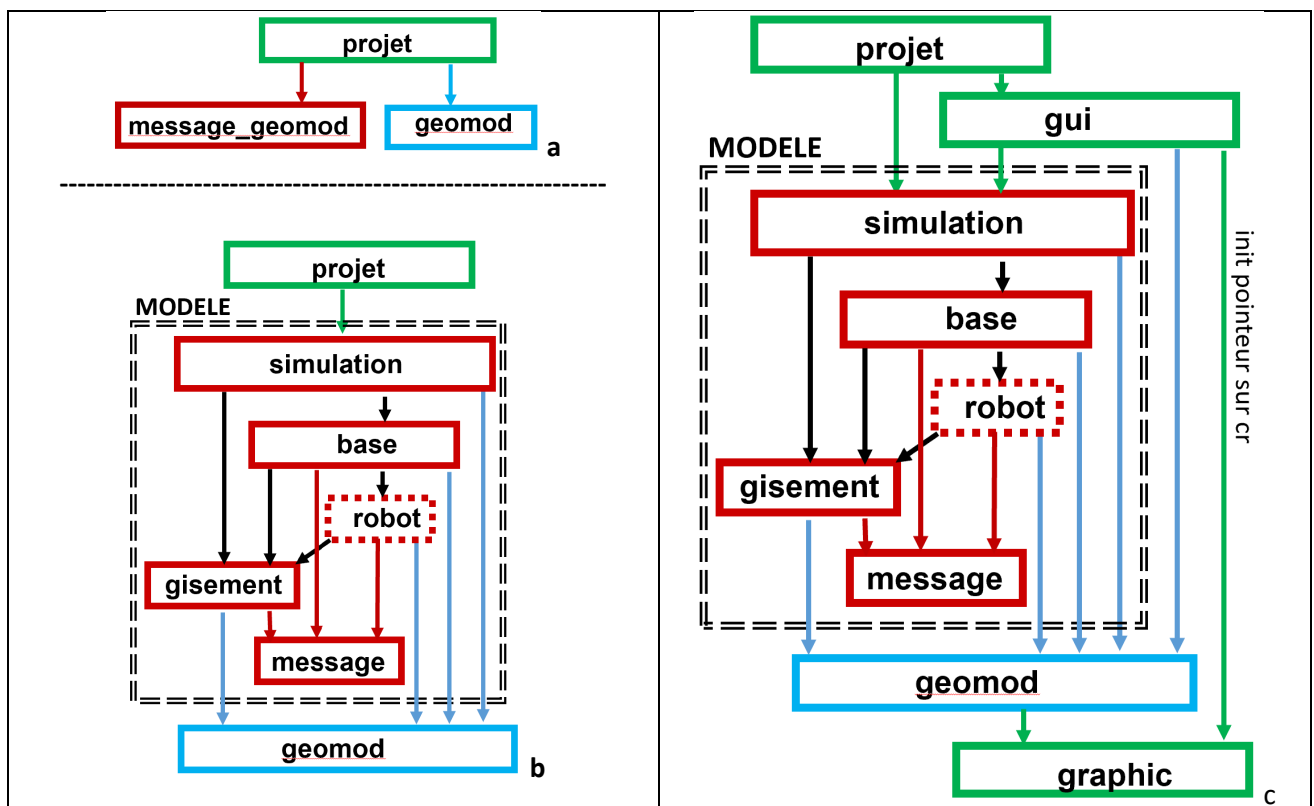 projet
message_geomod
geomod
a
projet
MODELE
simulation
base
robot
gisement
message
geomod
b
projet
gui
MODELE
simulation
base
robot
gisement
message
geomod
graphic
init pointeur sur cr
c